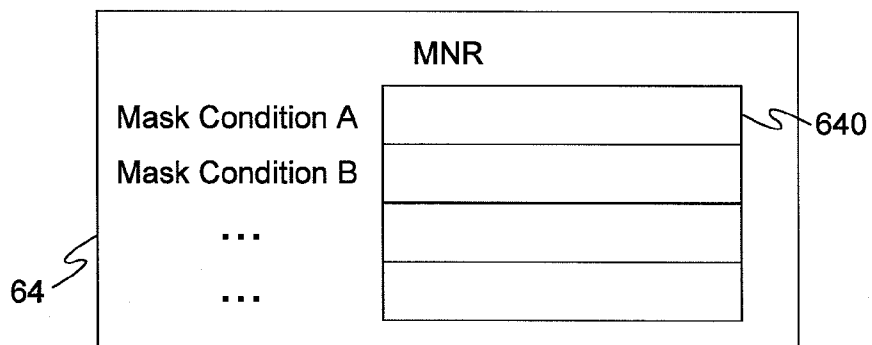 MNR
Mask Condition A
640
Mask Condition B
...
...
64